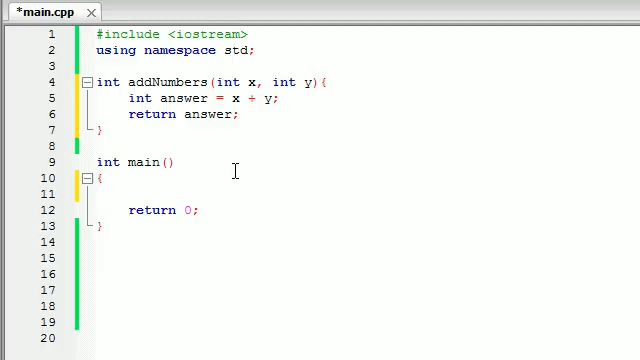 *main.cpp
1 #include <iostream>
2 using namespace std;
3
4 int addNumbers(int x, int y){
5 int answer = x + y;
6 return answer;
7 }
8
9 int main()
10 {
11
12 return 0;
13 }
14
15
16
17
18
19
20